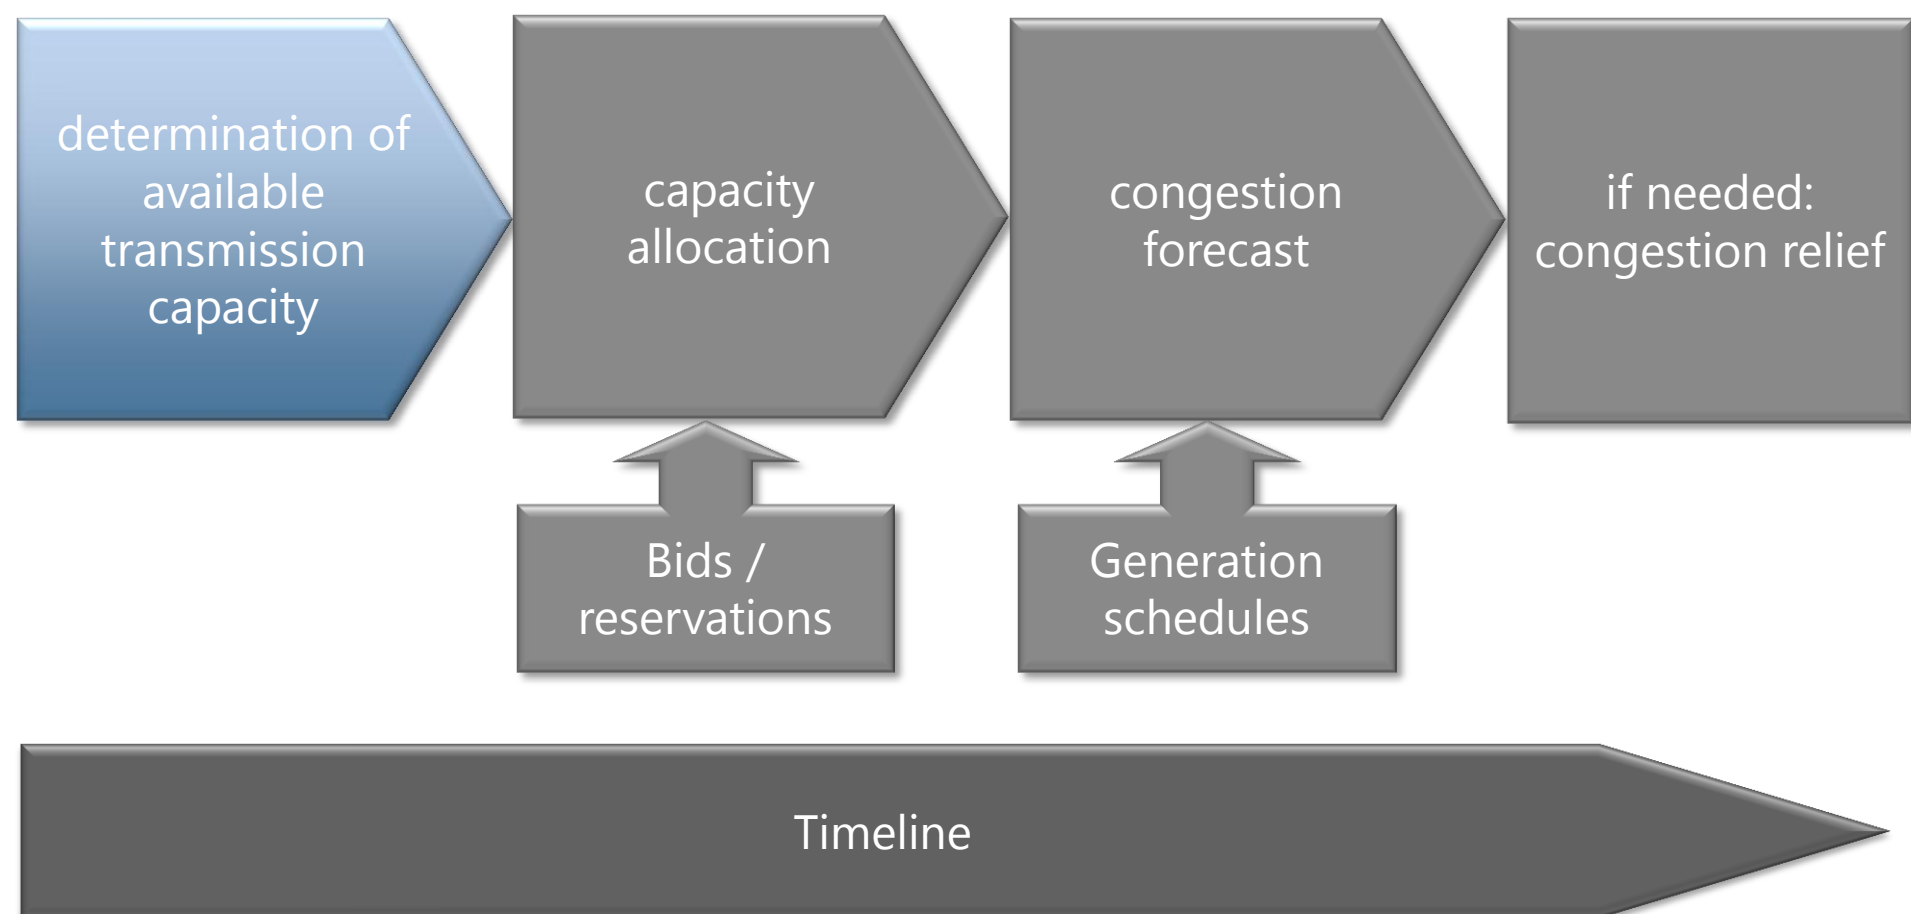 determination of
available
transmission
capacity
capacity
allocation
congestion
forecast
if needed:
congestion relief
Bids /
reservations
Generation
schedules
Timeline